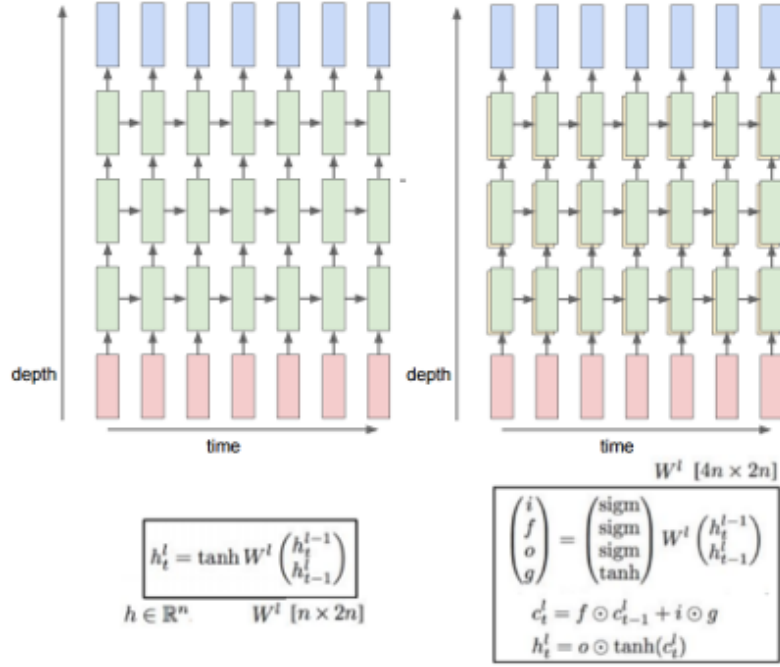 depth
time
h_t^l = tanh W^l (h_t^{l-1} h_{t-1}^l)
h ∈ ℝ^n. W^l [n × 2n]
depth
time
W^l [4n × 2n]
(i f o g) = (sigm sigm sigm tanh) W^l (h_t^{l-1} h_{t-1}^l)
c_t^l = f ⊙ c_{t-1}^l + i ⊙ g
h_t^l = o ⊙ tanh(c_t^l)